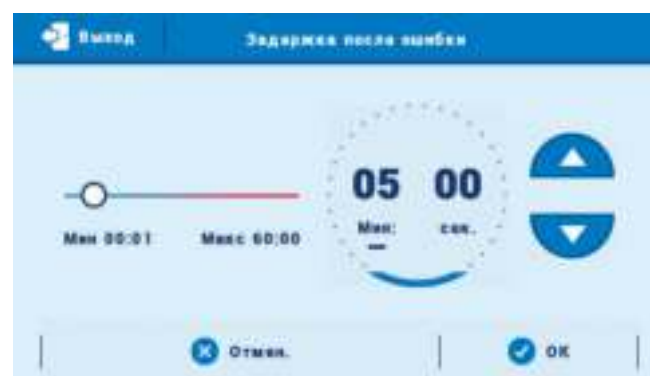 Выход
Задержка после ошибки
05 00
Мин: сек.
Мин 00:01
Макс 60:00
Отмен.
OK